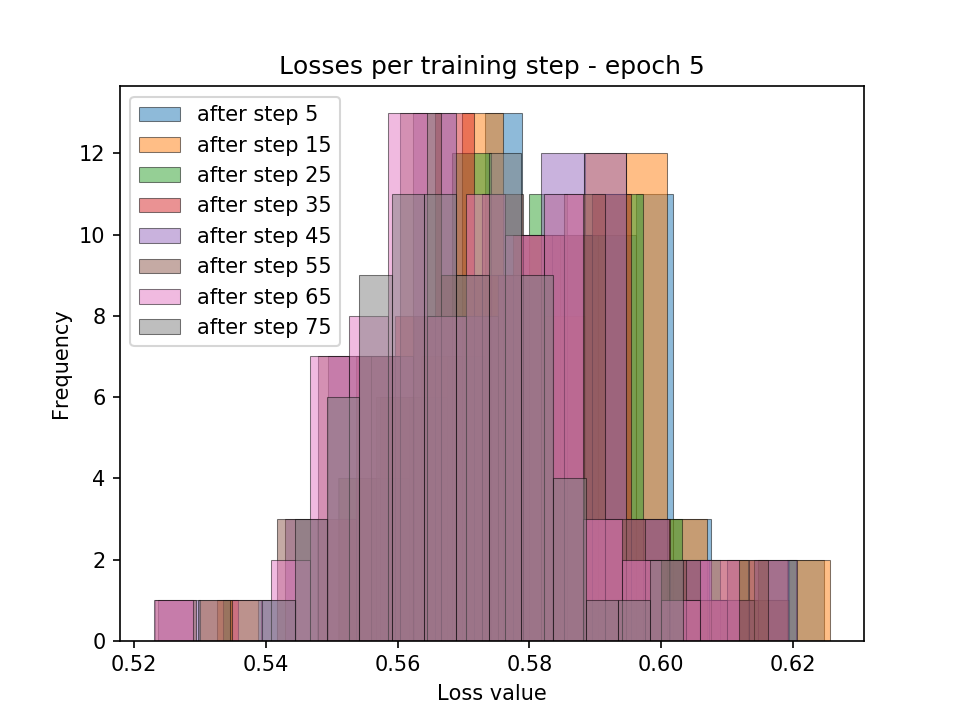 Losses per training step - epoch 5
after step 5
after step 15
after step 25
after step 35
after step 45
after step 55
after step 65
after step 75
Frequency
12
10
8
6
4
2
0
0.52 0.54 0.56 0.58 0.60 0.62
Loss value